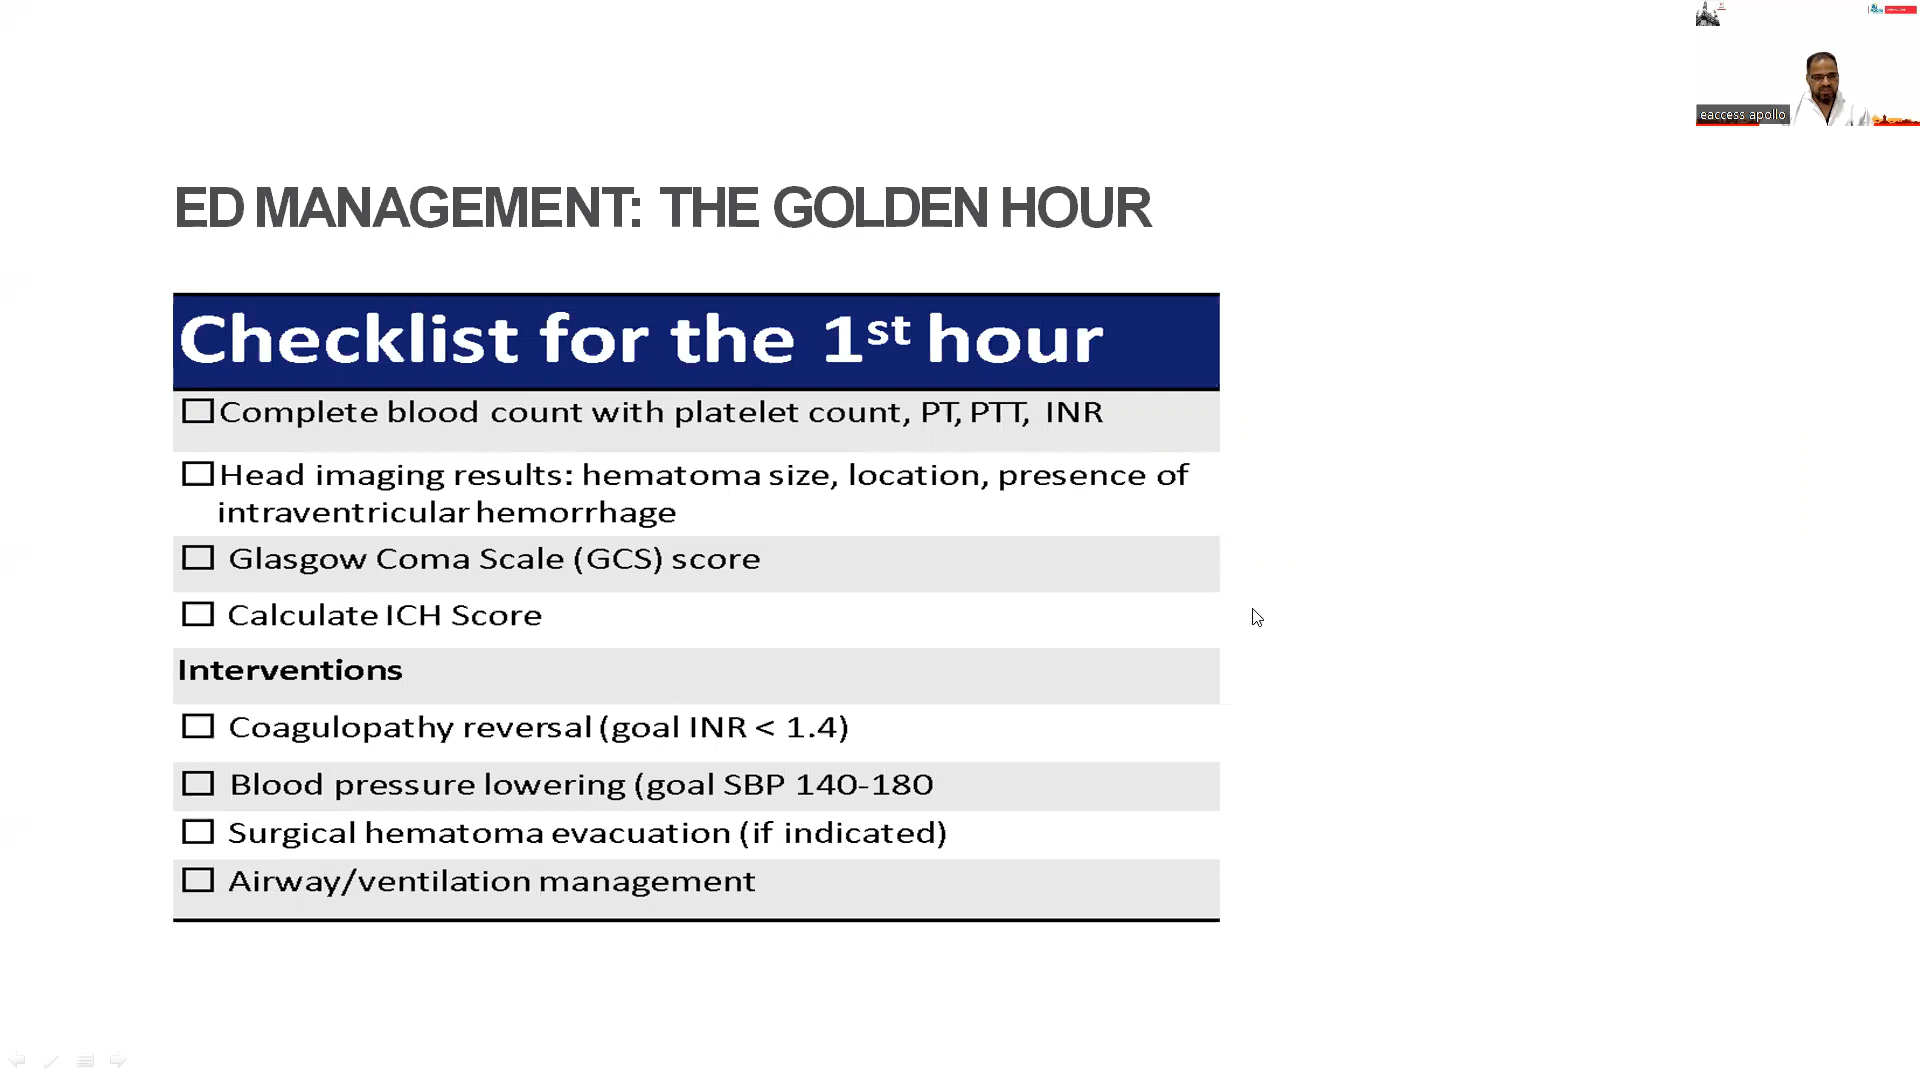 eaccess apollo
ED MANAGEMENT: THE GOLDEN HOUR
Checklist for the 1st hour
Complete blood count with platelet count, PT, PTT, INR
Head imaging results: hematoma size, location, presence of
intraventricular hemorrhage
Glasgow Coma Scale (GCS) score
Calculate ICH Score
Interventions
Coagulopathy reversal (goal INR < 1.4)
Blood pressure lowering (goal SBP 140-180
Surgical hematoma evacuation (if indicated)
Airway/ventilation management